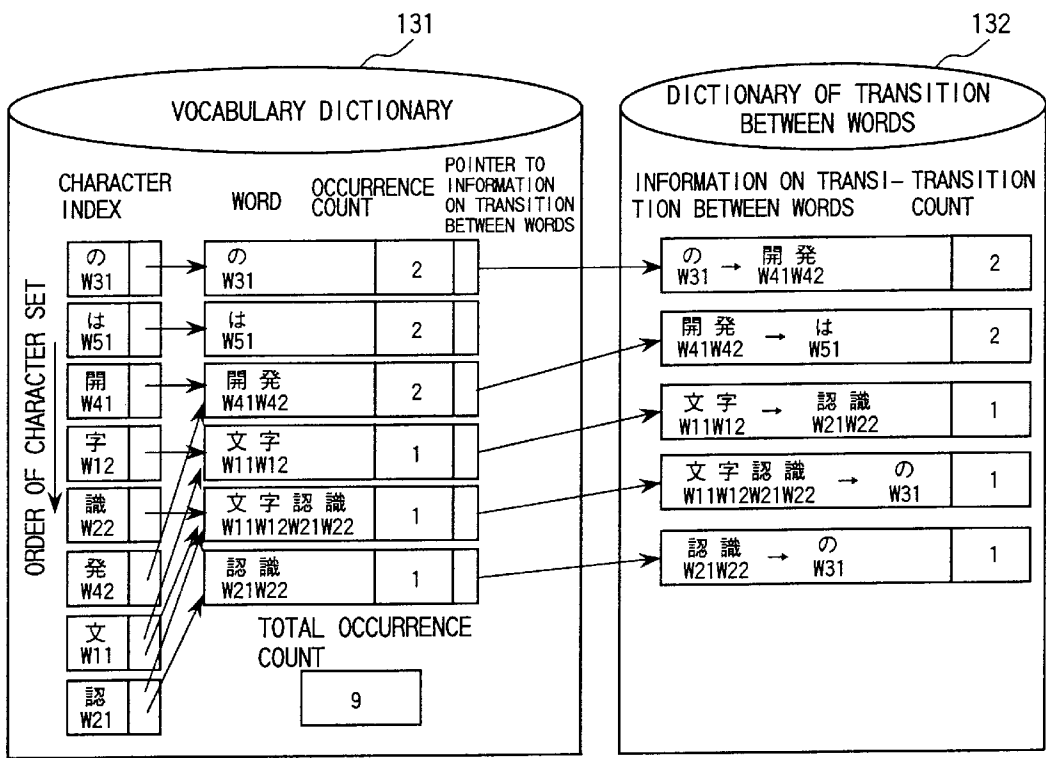 131
132
VOCABULARY DICTIONARY
CHARACTER
INDEX
WORD
OCCURRENCE
COUNT
POINTER TO
INFORMATION
ON TRANSITION
BETWEEN WORDS
ORDER OF CHARACTER SET
の
W31
は
W51
開
W41
字
W12
識
W22
発
W42
文
W11
認
W21
の
W31
2
は
W51
2
開発
W41W42
2
文字
W11W12
1
文字認識
W11W12W21W22
1
認識
W21W22
1
TOTAL OCCURRENCE
COUNT
9
DICTIONARY OF TRANSITION
BETWEEN WORDS
INFORMATION ON TRANSI-
TION BETWEEN WORDS
TRANSITION
COUNT
の → 開発
W31 W41W42
2
開発 → は
W41W42 W51
2
文字 → 認識
W11W12 W21W22
1
文字認識 → の
W11W12W21W22 W31
1
認識 → の
W21W22 W31
1